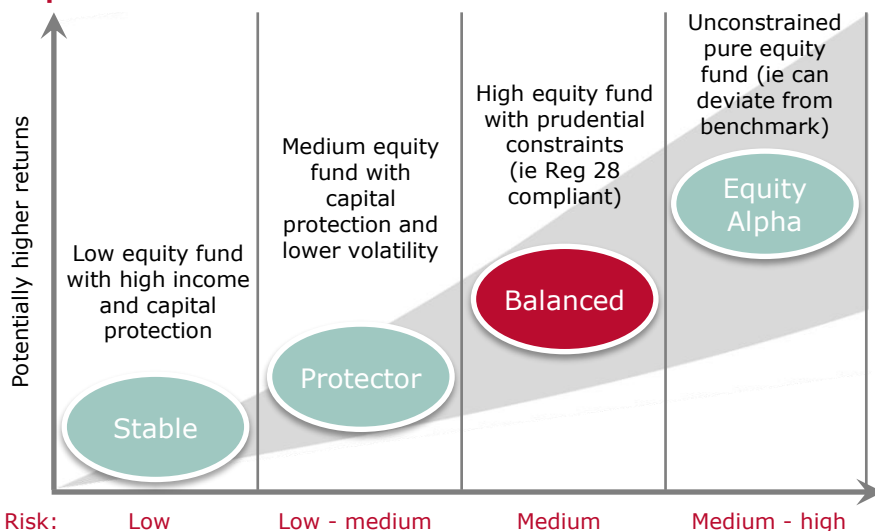 Potentially higher returns
Low equity fund
with high income
and capital
protection
Stable
Medium equity
fund with
capital
protection and
lower volatility
Protector
High equity fund
with prudential
constraints
(ie Reg 28
compliant)
Balanced
Unconstrained
pure equity
fund (ie can
deviate from
benchmark)
Equity
Alpha
Risk: Low Low - medium Medium Medium - high